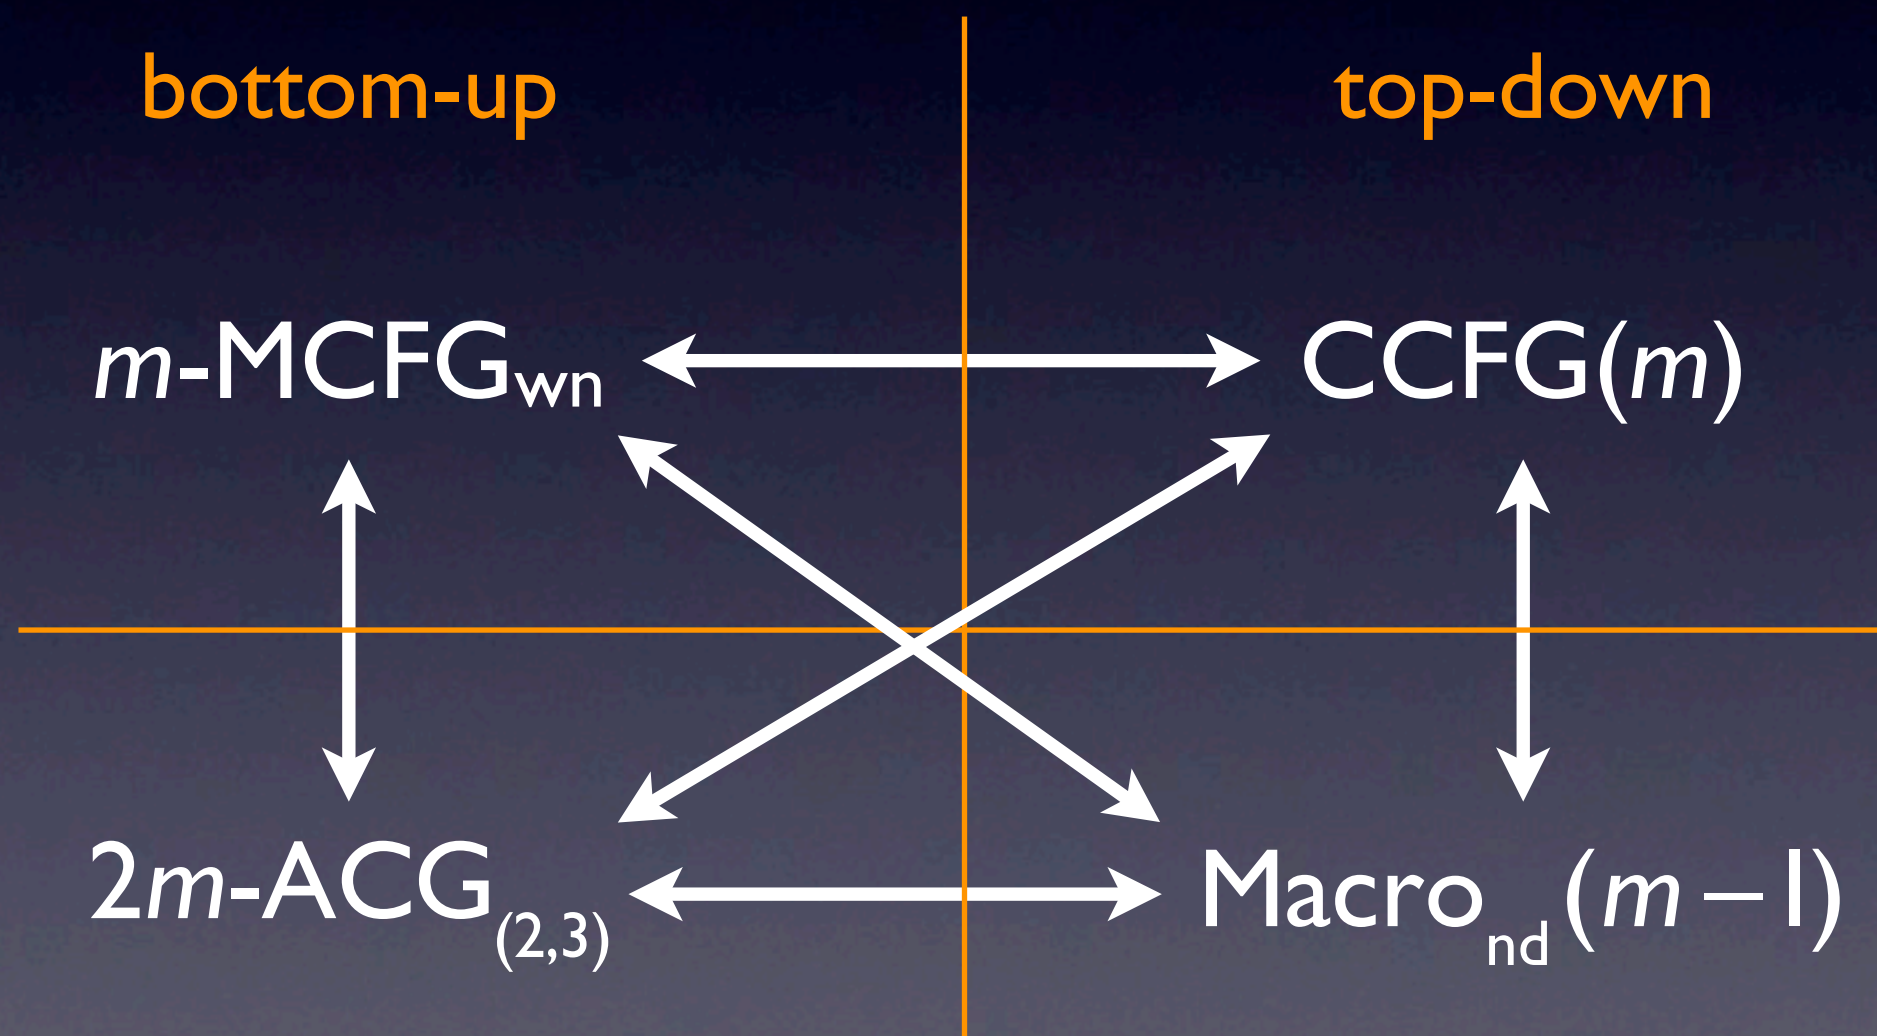 bottom-up top-down
m-MCFGwn CCFG(m)
2m-ACG(2,3) Macrond(m–1)